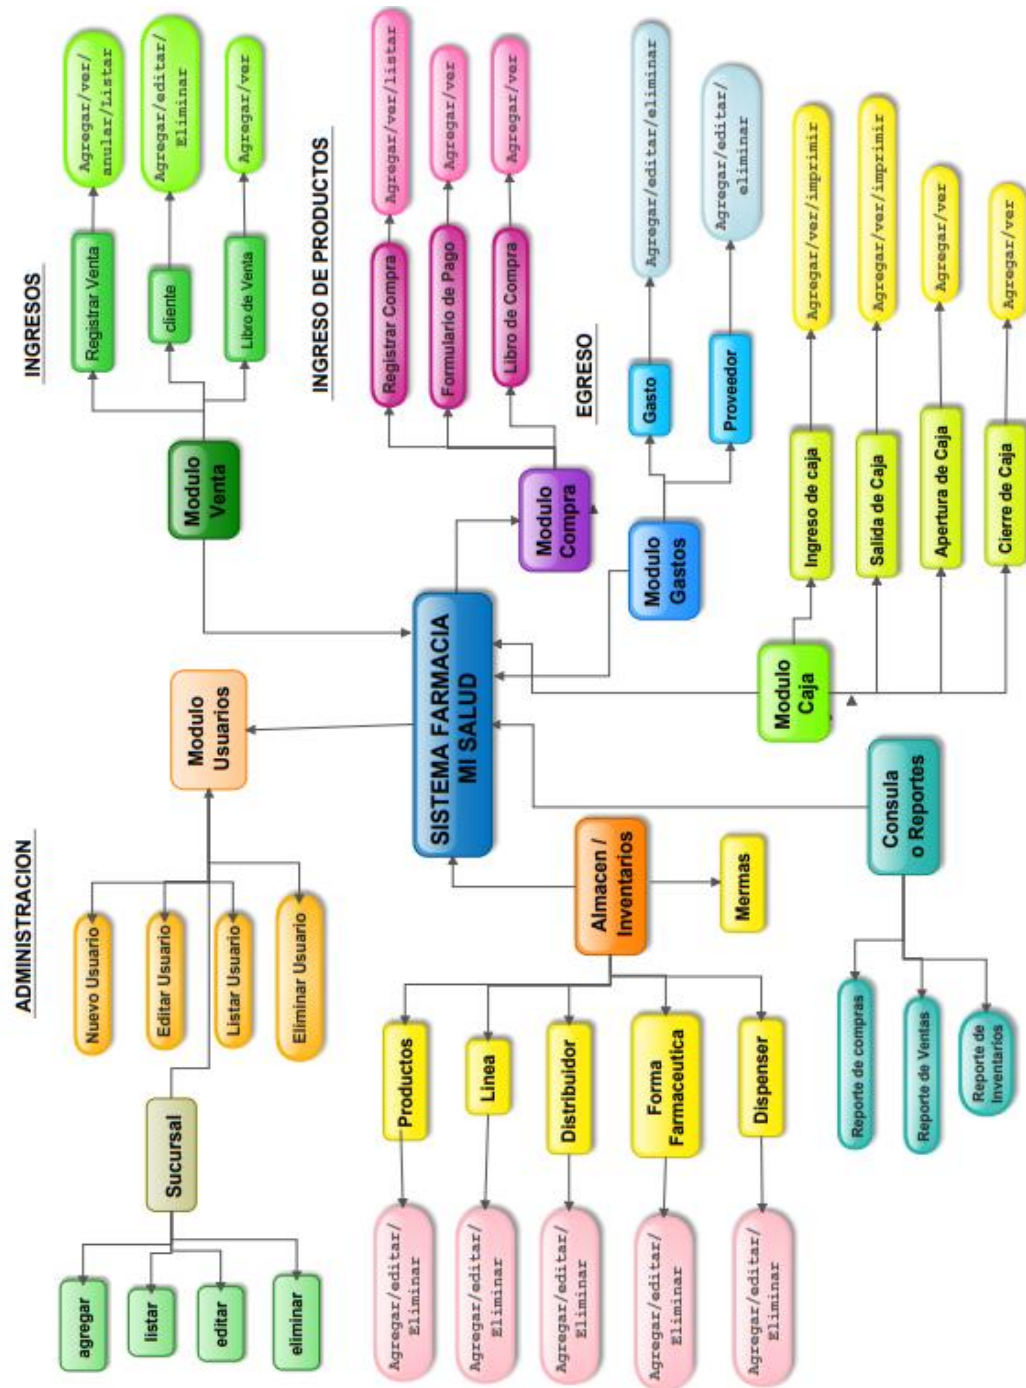 ADMINISTRACION
INGRESOS
agregar
listar
editar
eliminar
Sucursal
Nuevo Usuario
Editar Usuario
Listar Usuario
Eliminar Usuario
Modulo
Usuarios
Modulo
Venta
Registrar Venta
cliente
Libro de Venta
Agregar/ver/
anular/Listar
Agregar/editar/
Eliminar
Agregar/ver
INGRESO DE PRODUCTOS
SISTEMA FARMACIA
MI SALUD
Modulo
Compra
Registrar Compra
Formulario de Pago
Libro de Compra
Agregar/ver/listar
Agregar/ver
Agregar/ver
EGRESO
Modulo
Gastos
Gasto
Proveedor
Agregar/editar/eliminar
Agregar/editar/
eliminar
Agregar/editar/
Eliminar
Agregar/editar/
Eliminar
Agregar/editar/
Eliminar
Agregar/editar/
Eliminar
Agregar/editar/
Eliminar
Productos
Linea
Distribuidor
Forma
Farmaceutica
Dispenser
Almacen /
Inventarios
Mermas
Modulo
Caja
Ingreso de caja
Salida de Caja
Apertura de Caja
Cierre de Caja
Agregar/ver/imprimir
Agregar/ver/imprimir
Agregar/ver
Agregar/ver
Reporte de compras
Reporte de Ventas
Reporte de
Inventarios
Consula
o Reportes